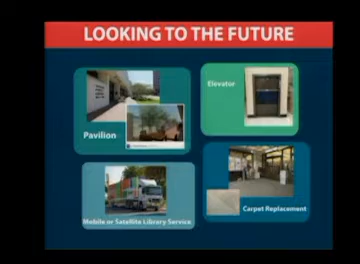 LOOKING TO THE FUTURE
Elevator
Pavilion
Mobile or Satellite Library Service
Carpet Replacement